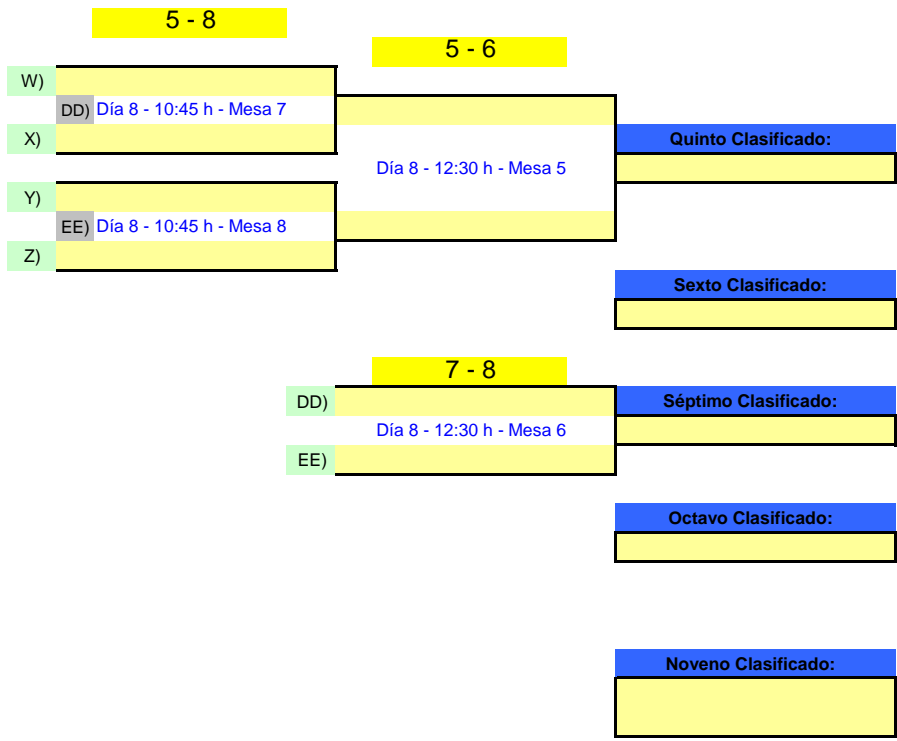 5 - 8
5 - 6
W)
DD) Día 8 - 10:45 h - Mesa 7
X)
Quinto Clasificado:
Día 8 - 12:30 h - Mesa 5
Y)
EE) Día 8 - 10:45 h - Mesa 8
Z)
Sexto Clasificado:
7 - 8
DD)
Séptimo Clasificado:
Día 8 - 12:30 h - Mesa 6
EE)
Octavo Clasificado:
Noveno Clasificado: